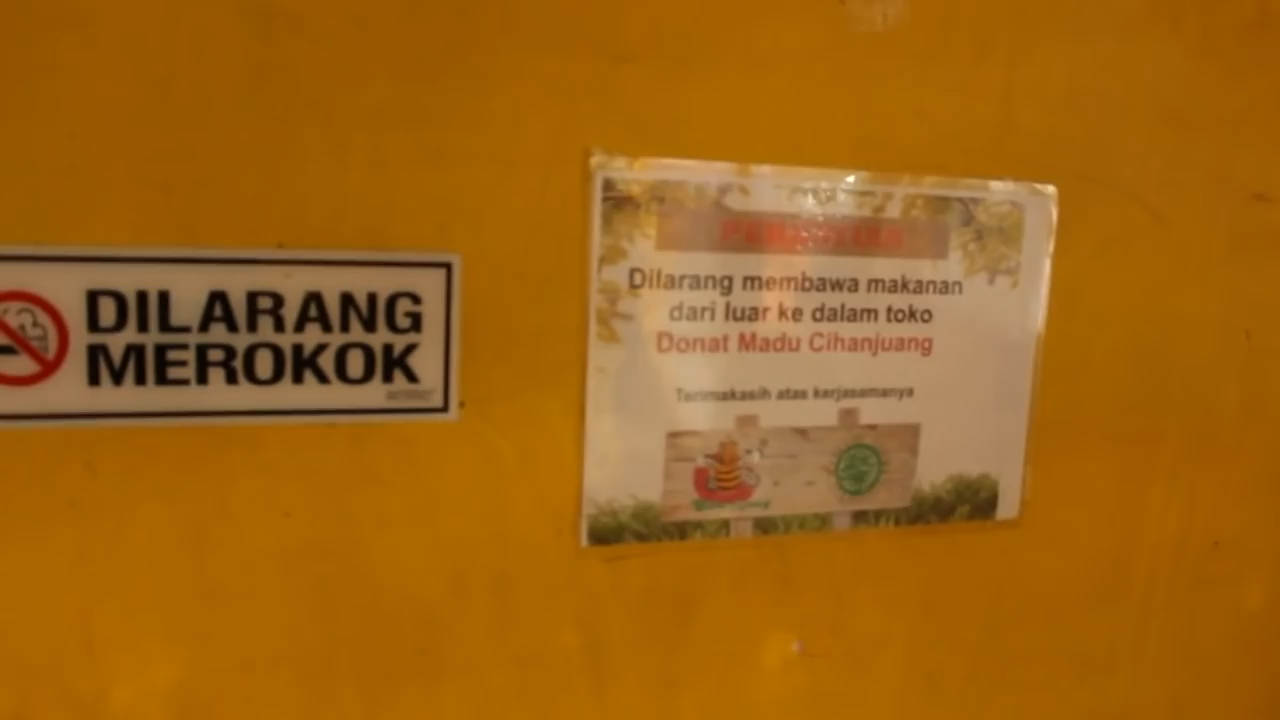 DILARANG
MEROKOK
Dilarang membawa makanan
dari luar ke dalam toko
Donat Madu Cihanjuang
Terimakasih atas kerjasamanya